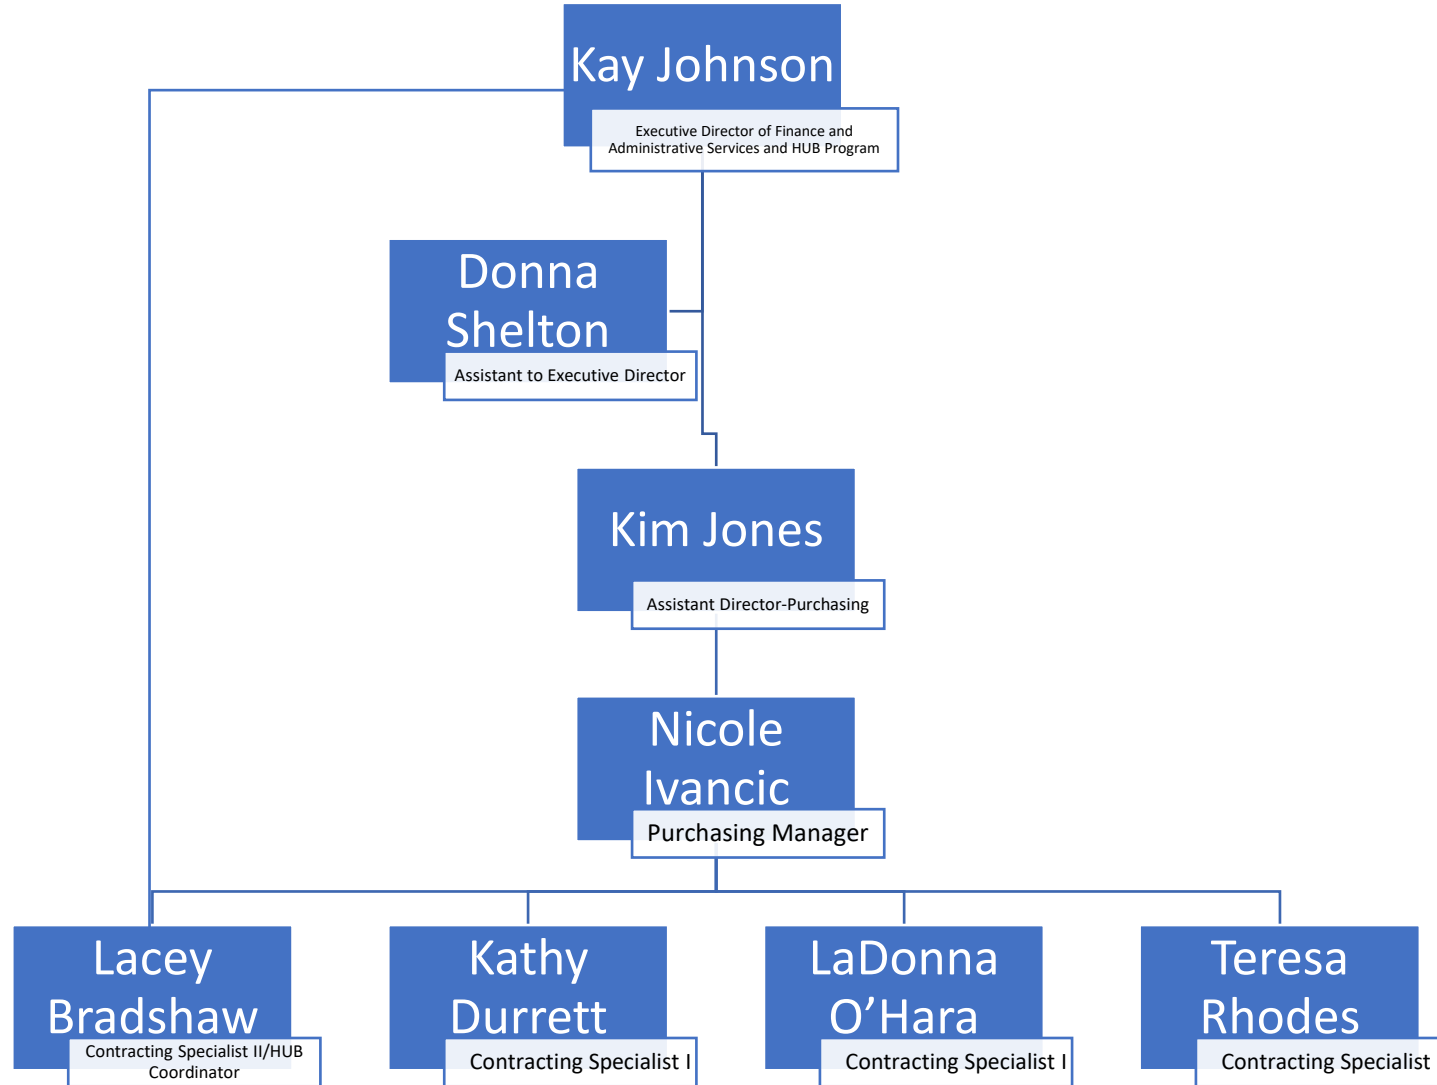 Kay Johnson
Executive Director of Finance and
Administrative Services and HUB Program
Donna
Shelton
Assistant to Executive Director
Kim Jones
Assistant Director-Purchasing
Nicole
Ivancic
Purchasing Manager
Lacey
Bradshaw
Contracting Specialist II/HUB
Coordinator
Kathy
Durrett
Contracting Specialist I
LaDonna
O’Hara
Contracting Specialist I
Teresa
Rhodes
Contracting Specialist